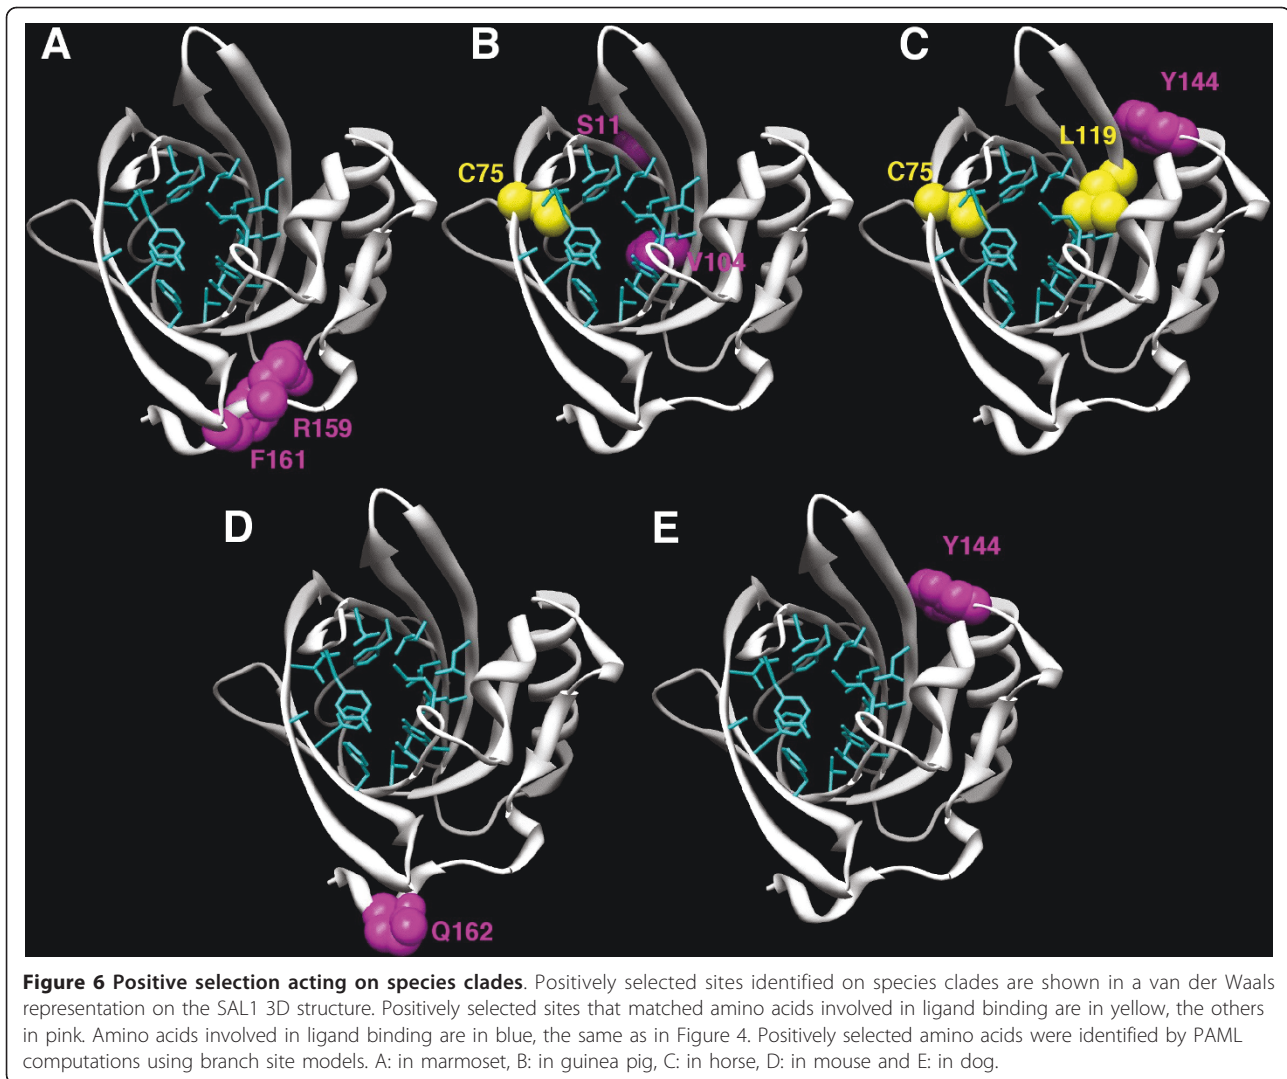 A
B
C
Y144
S11
L119
C75
C75
V104
R159
F161
D
E
Y144
Q162
Figure 6 Positive selection acting on species clades. Positively selected sites identified on species clades are shown in a van der Waals
representation on the SAL1 3D structure. Positively selected sites that matched amino acids involved in ligand binding are in yellow, the others
in pink. Amino acids involved in ligand binding are in blue, the same as in Figure 4. Positively selected amino acids were identified by PAML
computations using branch site models. A: in marmoset, B: in guinea pig, C: in horse, D: in mouse and E: in dog.